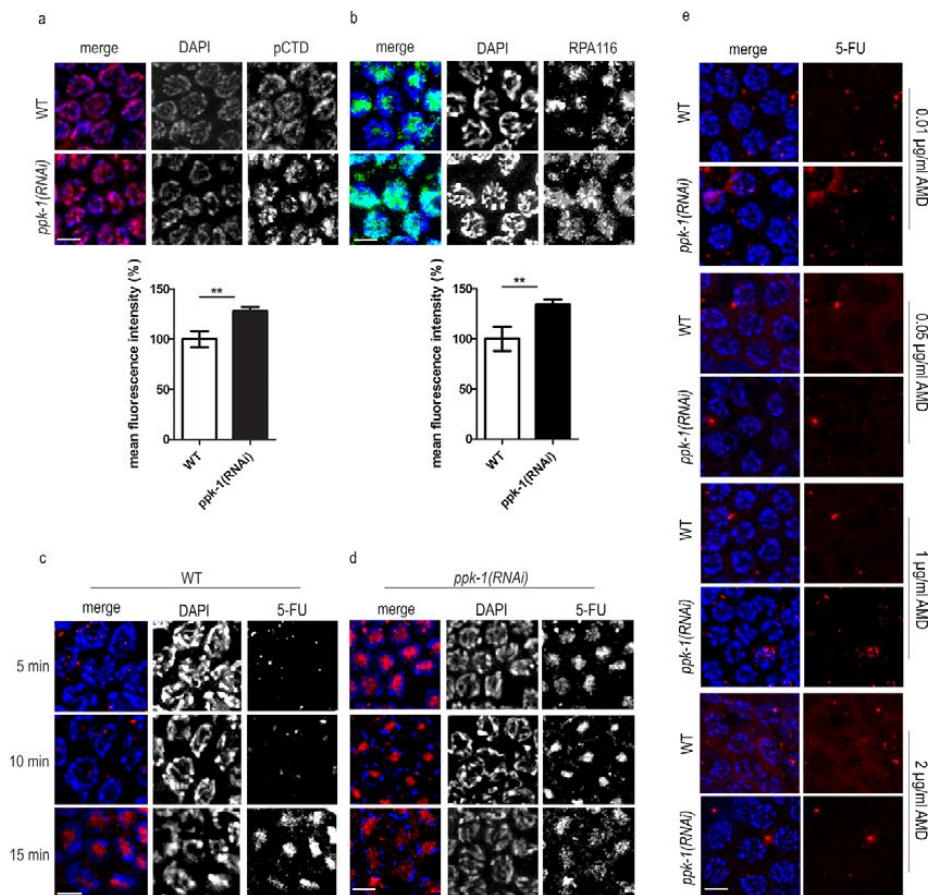 a
merge DAPI pCTD
WT
ppk-1(RNAi)
mean fluorescence intensity (%)
150
100
50
0
**
WT
ppk-1(RNAi)
b
merge DAPI RPA116
mean fluorescence intensity (%)
150
100
50
0
**
WT
ppk-1(RNAi)
c
WT
merge DAPI 5-FU
5 min
10 min
15 min
d
ppk-1(RNAi)
merge DAPI 5-FU
e
merge 5-FU
WT
ppk-1(RNAi)
0.01 µg/ml AMD
WT
ppk-1(RNAi)
0.05 µg/ml AMD
WT
ppk-1(RNAi)
1 µg/ml AMD
WT
ppk-1(RNAi)
2 µg/ml AMD